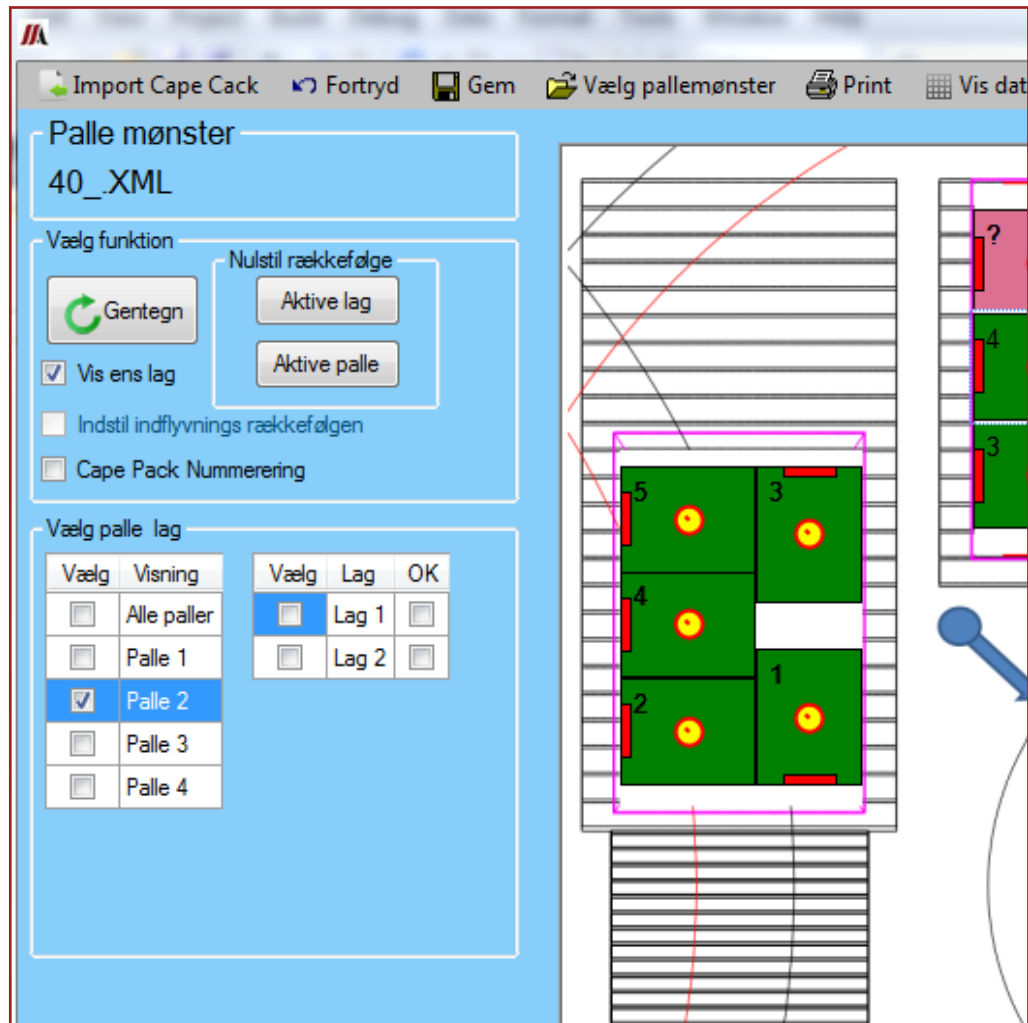 Import Cape Cack Fortryd Gem Vælg pallemønster Print Vis dat
Palle mønster
40_.XML
Vælg funktion
Nulstil rækkefølge
Gentegn
Aktive lag
Aktive palle
Vis ens lag
Indstil indflyvnings rækkefølgen
Cape Pack Nummerering
Vælg palle lag
Vælg Visning
Alle paller
Palle 1
Palle 2
Palle 3
Palle 4
Vælg Lag OK
Lag 1
Lag 2
5 3
4
2 1
?
4
3